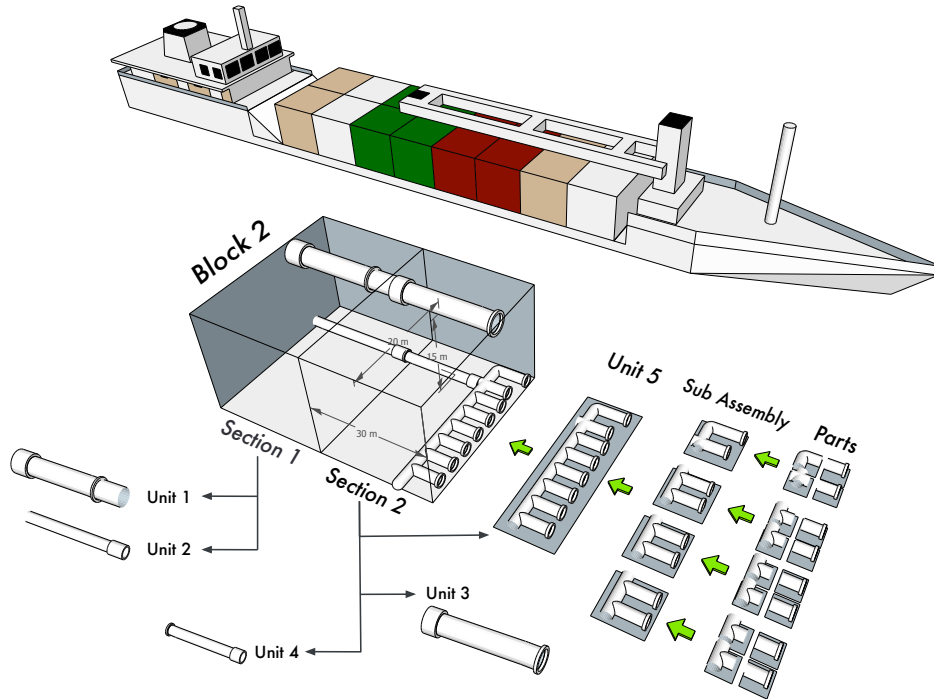 Block 2
20 m
15 m
30 m
Section 1
Section 2
Unit 5
Sub Assembly
Parts
Unit 1
Unit 2
Unit 3
Unit 4